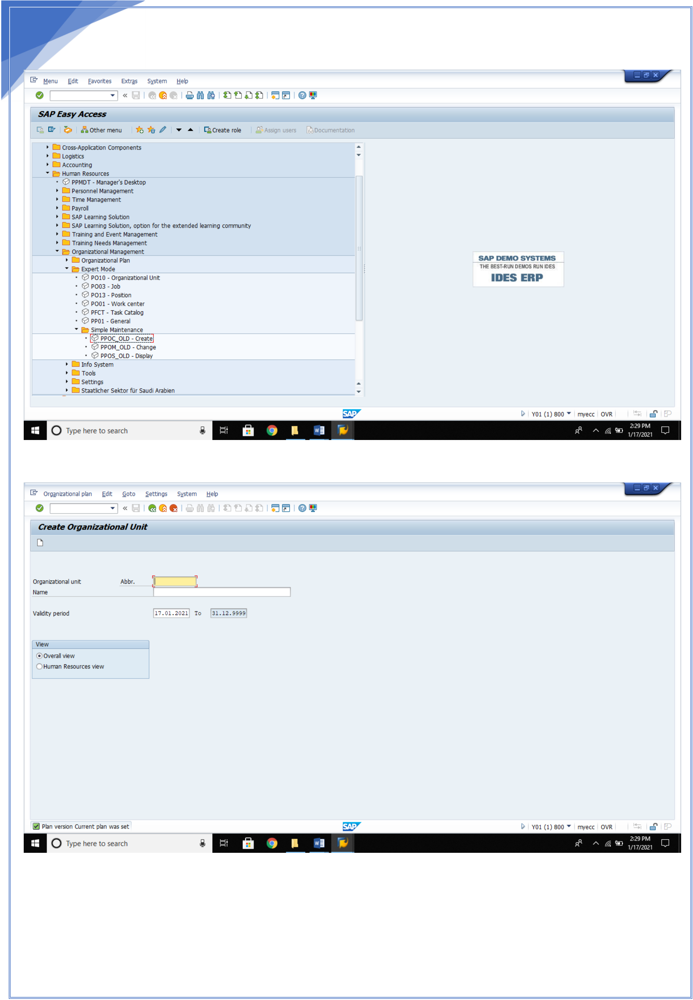 Menu Edit Favorites Extras System Help
SAP Easy Access
Other menu Create role Assign users Documentation
Cross-Application Components
Logistics
Accounting
Human Resources
PPMDT - Manager's Desktop
Personnel Management
Time Management
Payroll
SAP Learning Solution
SAP Learning Solution, option for the extended learning community
Training and Event Management
Training Needs Management
Organizational Management
Organizational Plan
Expert Mode
PO10 - Organizational Unit
PO03 - Job
PO13 - Position
PO01 - Work center
PFCT - Task Catalog
PP01 - General
Simple Maintenance
PPOC_OLD - Create
PPOM_OLD - Change
PPOS_OLD - Display
Info System
Tools
Settings
Staatlicher Sektor für Saudi Arabien
SAP DEMO SYSTEMS
THE BEST-RUN DEMOS RUN IDES
IDES ERP
SAP
Y01 (1) 800 myecc OVR
Type here to search
W
2:29 PM
1/17/2021
Organizational plan Edit Goto Settings System Help
Create Organizational Unit
Organizational unit Abbr.
Name
Validity period 17.01.2021 To 31.12.9999
View
Overall view
Human Resources view
Plan version Current plan was set
SAP
Y01 (1) 800 myecc OVR
Type here to search
W
2:29 PM
1/17/2021